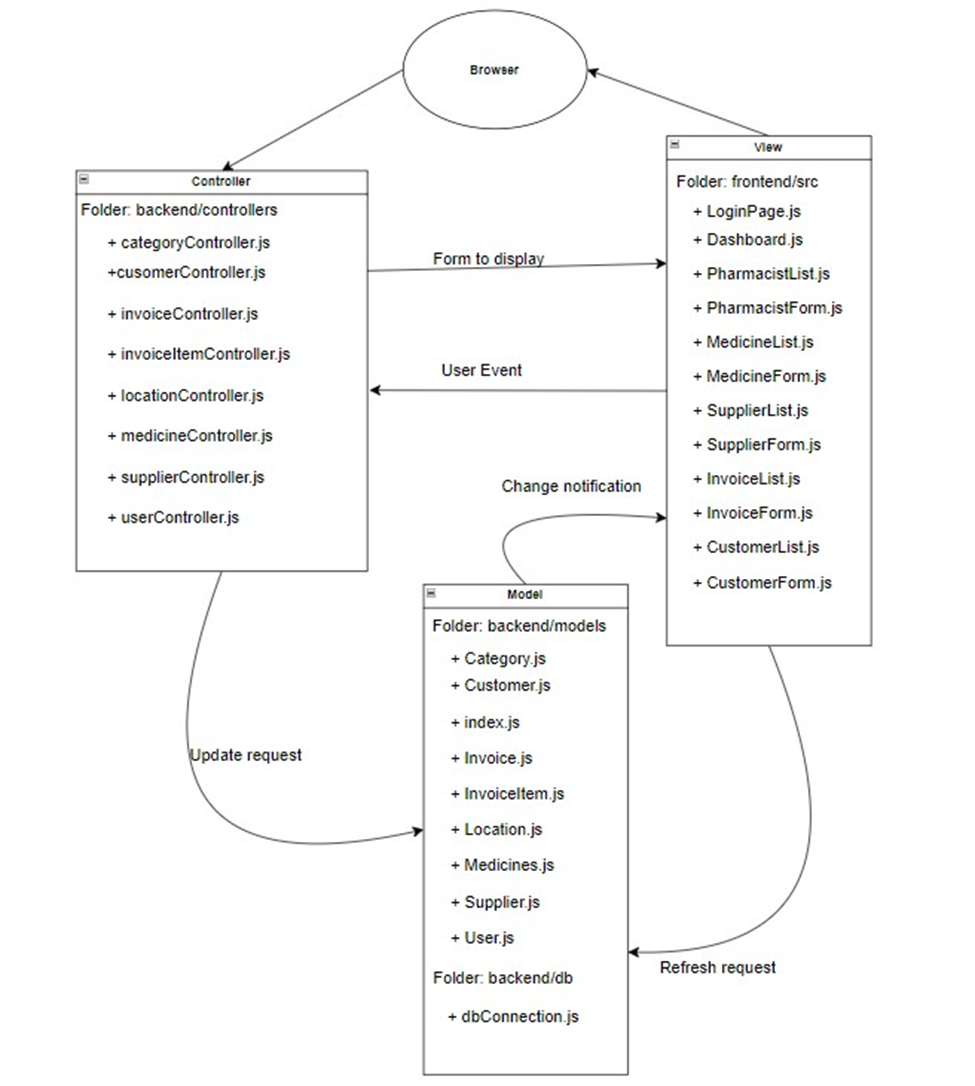 Browser
Controller
Folder: backend/controllers
+ categoryController.js
+cusomerController.js
+ invoiceController.js
+ invoiceItemController.js
+ locationController.js
+ medicineController.js
+ supplierController.js
+ userController.js
Form to display
User Event
Change notification
View
Folder: frontend/src
+ LoginPage.js
+ Dashboard.js
+ PharmacistList.js
+ PharmacistForm.js
+ MedicineList.js
+ MedicineForm.js
+ SupplierList.js
+ SupplierForm.js
+ InvoiceList.js
+ InvoiceForm.js
+ CustomerList.js
+ CustomerForm.js
Update request
Model
Folder: backend/models
+ Category.js
+ Customer.js
+ index.js
+ Invoice.js
+ InvoiceItem.js
+ Location.js
+ Medicines.js
+ Supplier.js
+ User.js
Folder: backend/db
+ dbConnection.js
Refresh request